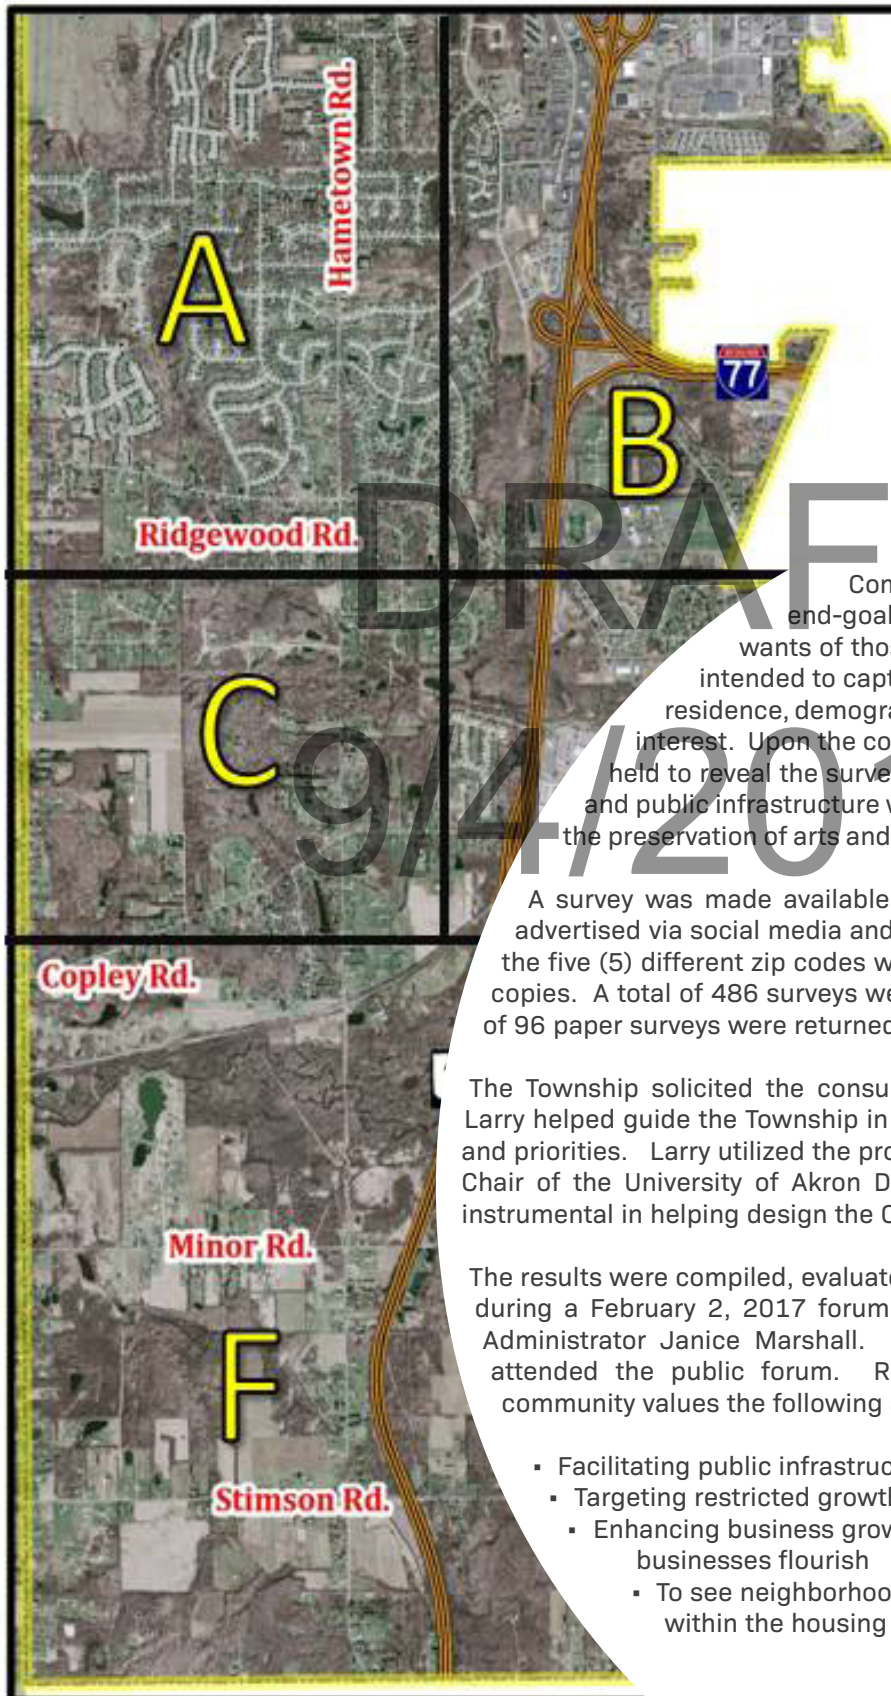 Hametown Rd.
A
77
B
Ridgewood Rd.
DRAF
C
9/4/201
Copley Rd.
Minor Rd.
F
Stimson Rd.
Con
end-goal
wants of thos
intended to capt
residence, demogra
interest. Upon the co
held to reveal the surve
and public infrastructure w
the preservation of arts and
A survey was made available
advertised via social media and
the five (5) different zip codes w
copies. A total of 486 surveys we
of 96 paper surveys were returned
The Township solicited the consu
Larry helped guide the Township in
and priorities. Larry utilized the pro
Chair of the University of Akron D
instrumental in helping design the C
The results were compiled, evaluate
during a February 2, 2017 forum
Administrator Janice Marshall.
attended the public forum. R
community values the following
▪ Facilitating public infrastruc
▪ Targeting restricted growth
▪ Enhancing business grow
businesses flourish
▪ To see neighborhoo
within the housing